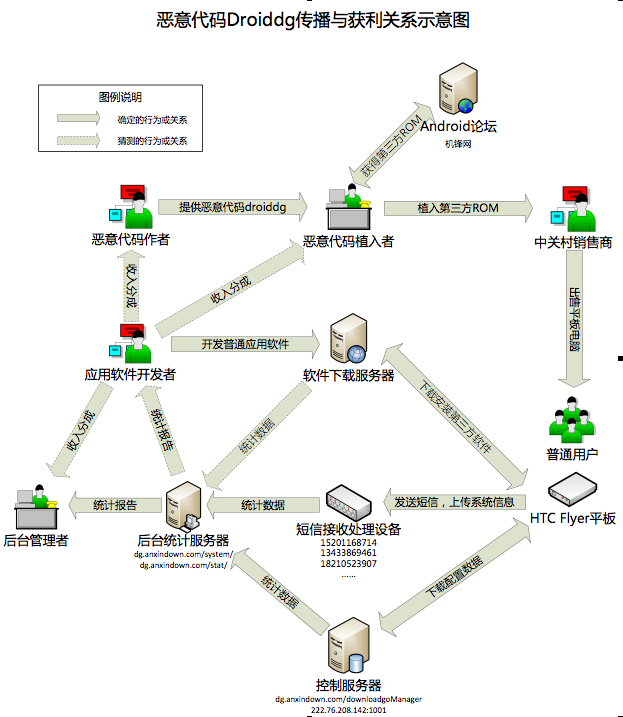 恶意代码Droiddg传播与获利关系示意图
图例说明
确定的行为或关系
猜测的行为或关系
Android论坛
机锋网
获得第三方ROM
提供恶意代码droiddg
植入第三方ROM
恶意代码作者
恶意代码植入者
中关村销售商
收入分成
收入分成
出售平板电脑
开发普通应用软件
应用软件开发者
软件下载服务器
下载安装第三方软件
普通用户
收入分成
统计报告
统计数据
HTC Flyer平板
统计报告
统计数据
发送短信，上传系统信息
后台管理者
后台统计服务器
dg.anxindown.com/system/
dg.anxindown.com/stat/
短信接收处理设备
15201168714
13433869461
18210523907
......
统计数据
下载配置数据
控制服务器
dg.anxindown.com/downloadgoManager
222.76.208.142:1001